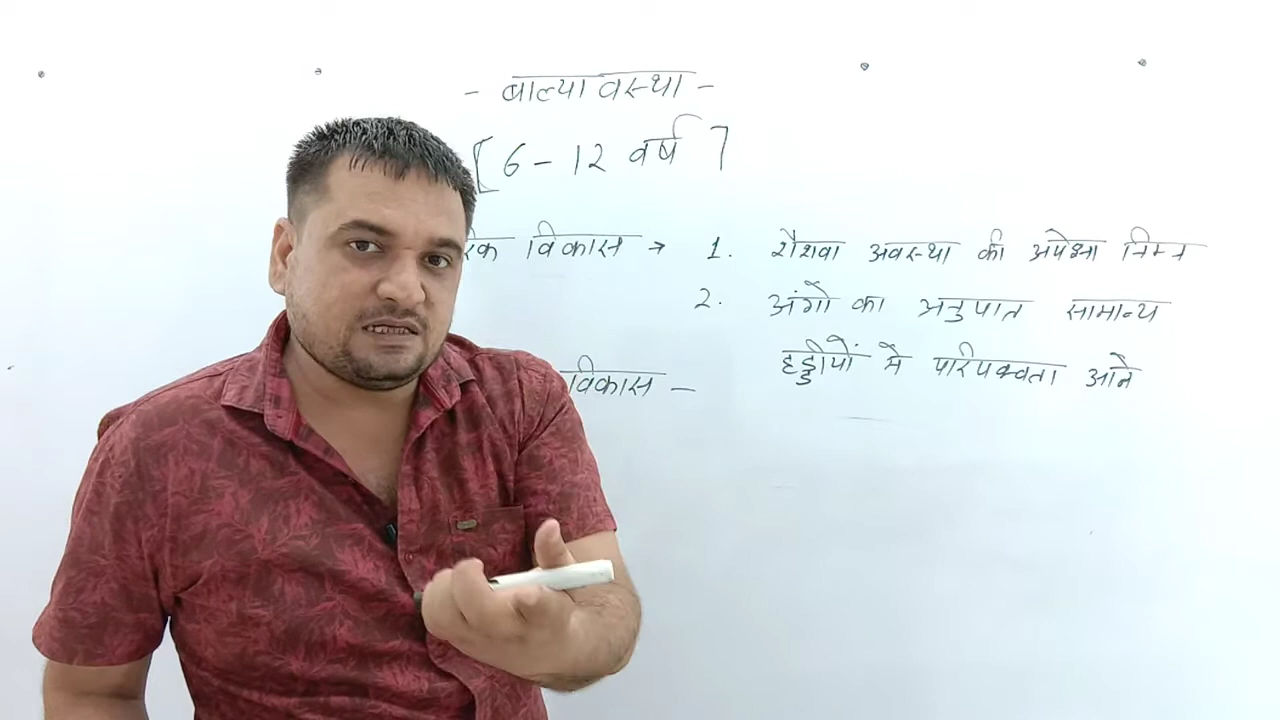 - बाल्यावस्था -
[ 6 - 12 वर्ष ]
रिक विकास → 1. शैशवा अवस्था की अपेक्षा निम्न
2. अंगो का अनुपात सामान्य
हड्डीयों मे परिपक्वता आने
विकास -